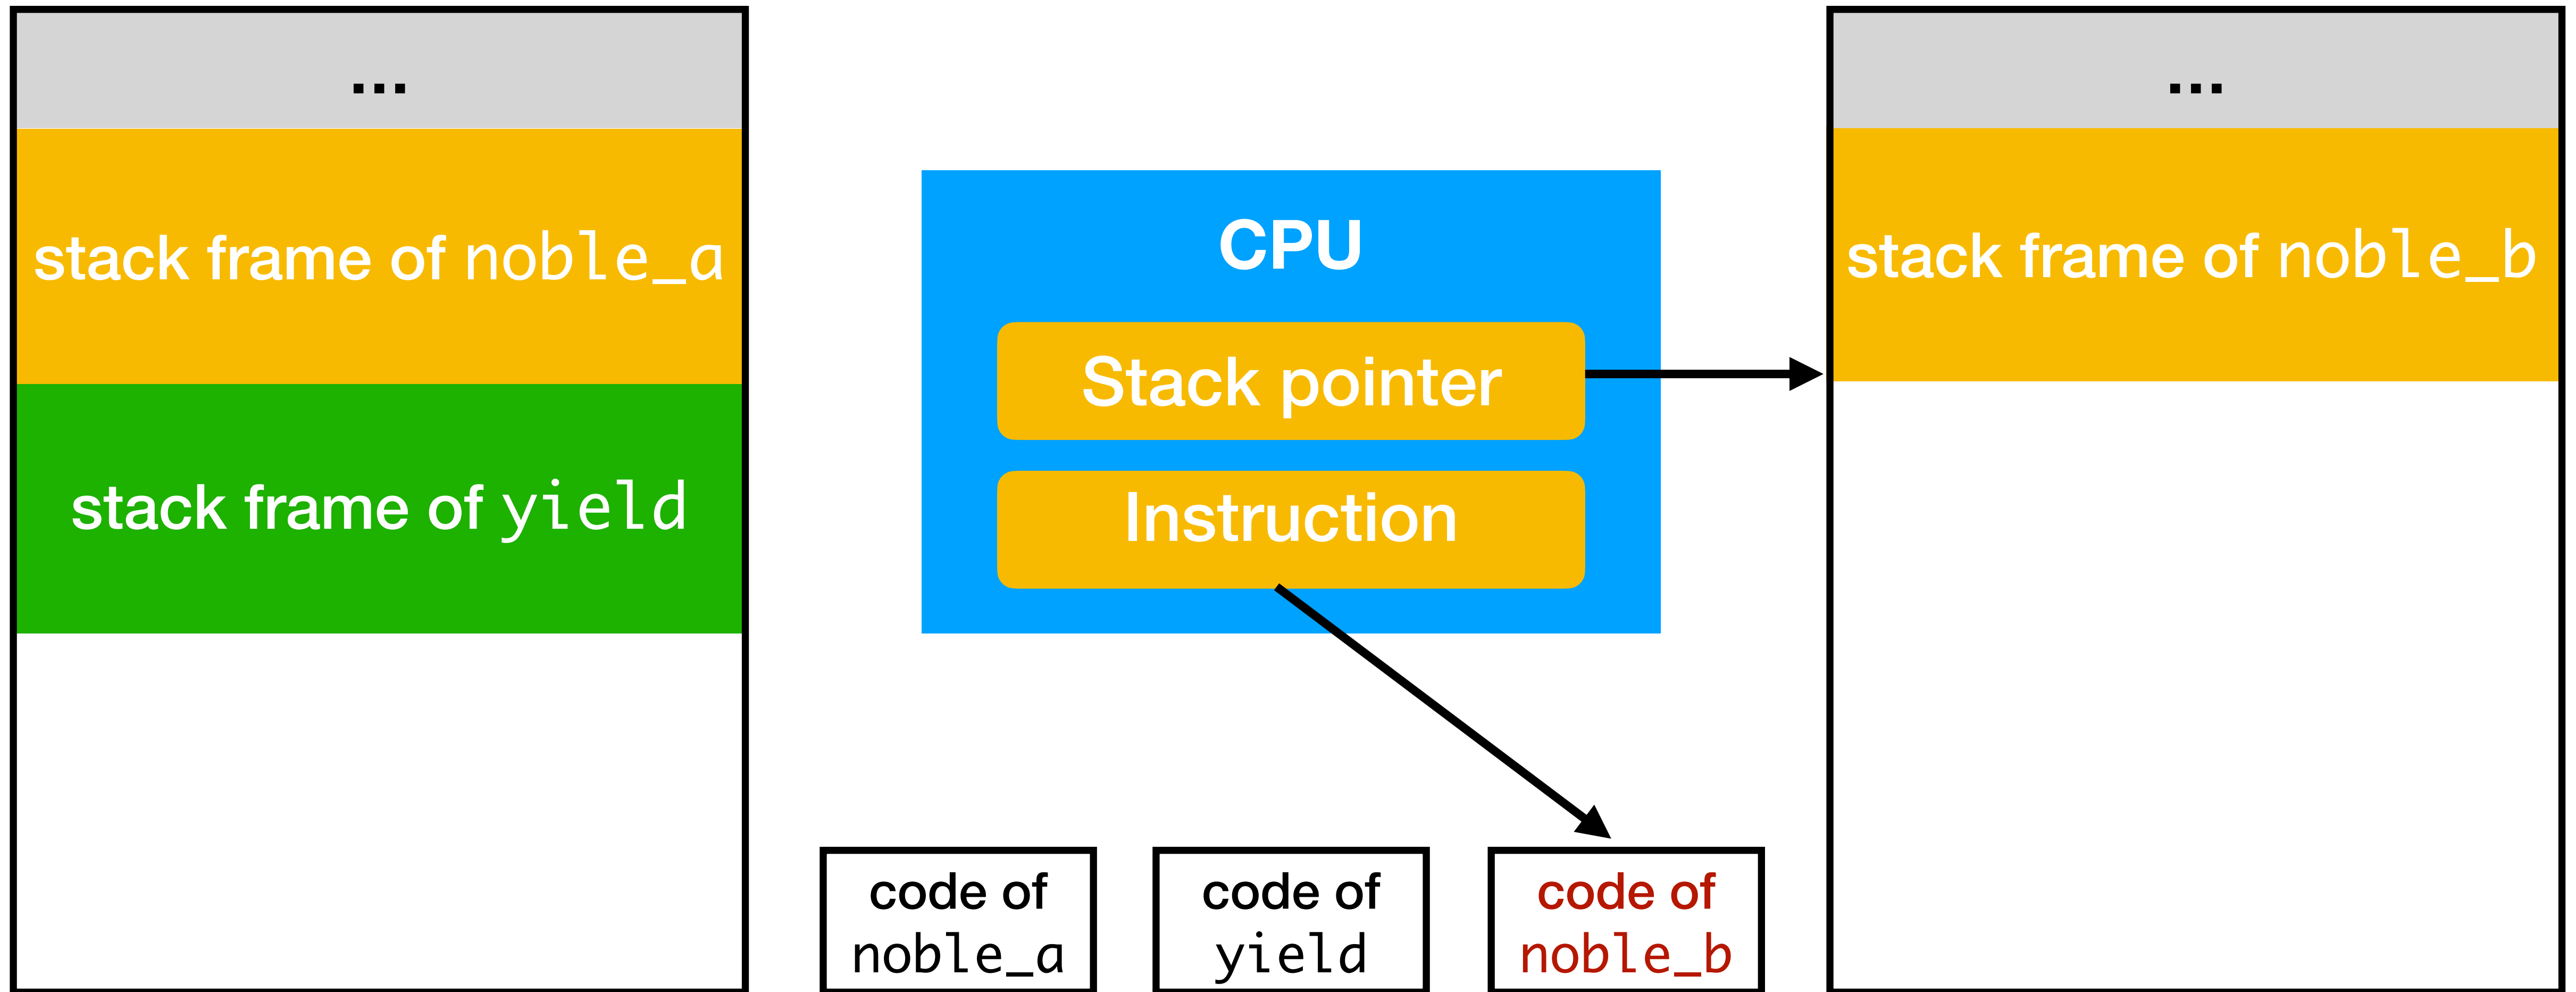 ...
stack frame of noble_a
stack frame of yield
CPU
Stack pointer
Instruction
code of
noble_a
code of
yield
code of
noble_b
...
stack frame of noble_b